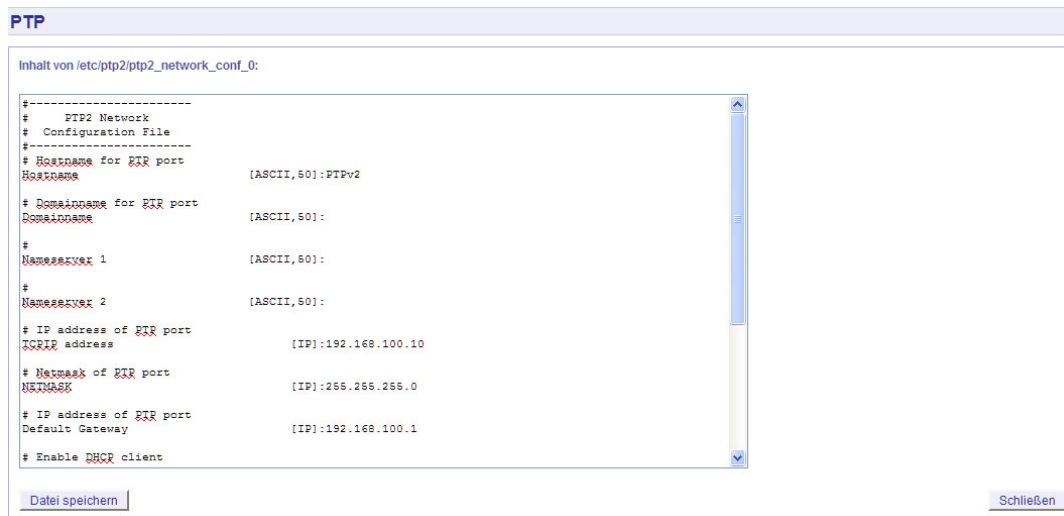 PTP
Inhalt von /etc/ptp2/ptp2_network_conf_0:
#-----------------------
#     PTP2 Network
#  Configuration File
#-----------------------
# Hostname for PTP port
Hostname                        [ASCII,50]:PTPv2

# Domainname for PTP port
Domainname                      [ASCII,50]:

#
Nameserver 1                    [ASCII,50]:

#
Nameserver 2                    [ASCII,50]:

# IP address of PTP port
TCPIP address                         [IP]:192.168.100.10

# Netmask of PTP port
NETMASK                               [IP]:255.255.255.0

# IP address of PTP port
Default Gateway                       [IP]:192.168.100.1

# Enable DHCP client
Datei speichern
Schließen